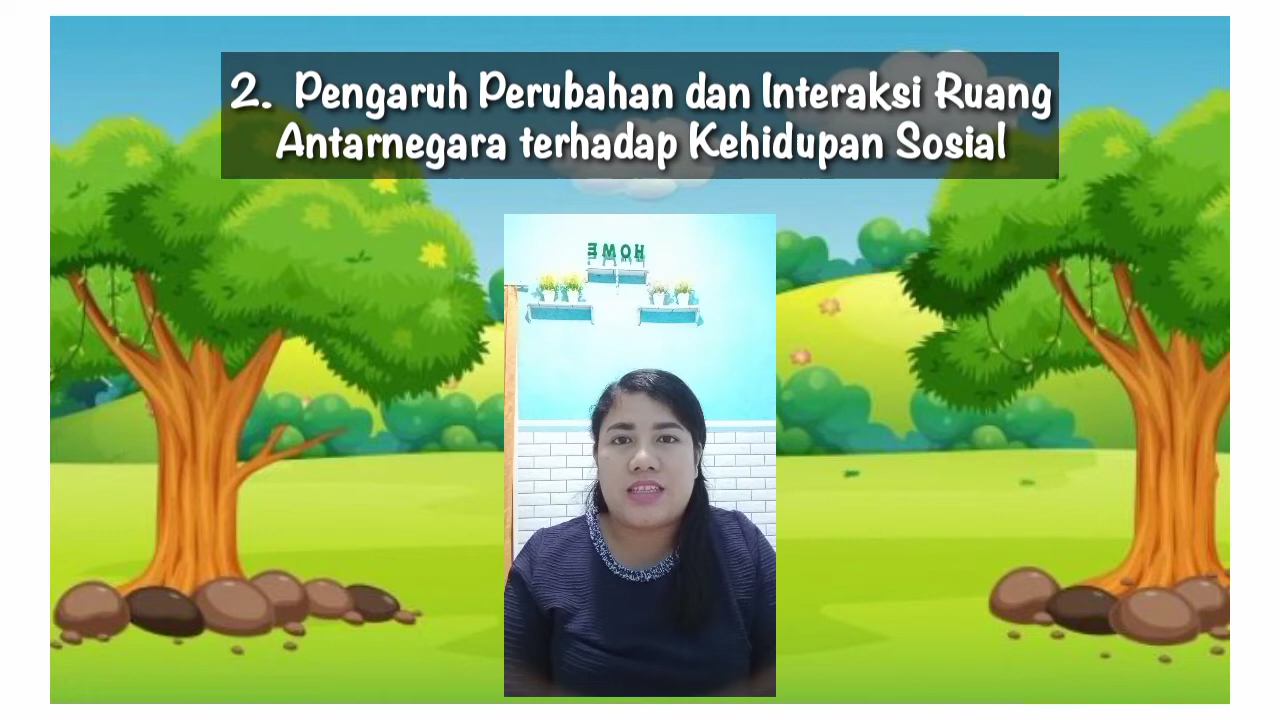 2. Pengaruh Perubahan dan Interaksi Ruang
Antarnegara terhadap Kehidupan Sosial
HOME